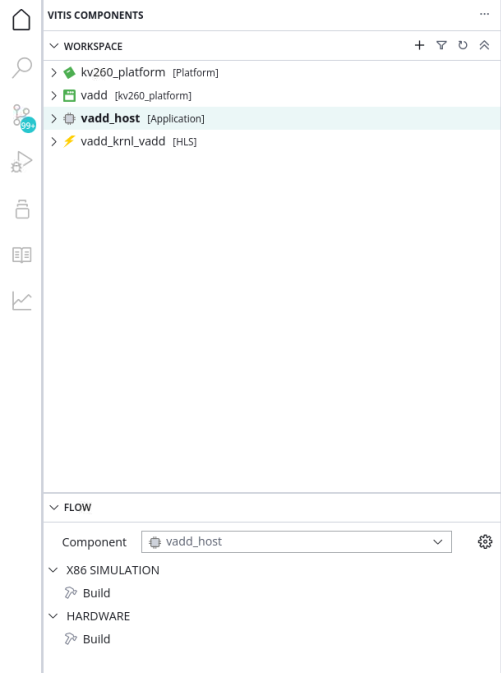 VITIS COMPONENTS
WORKSPACE
kv260_platform [Platform]
vadd [kv260_platform]
vadd_host [Application]
vadd_krnl_vadd [HLS]
99+
FLOW
Component vadd_host
X86 SIMULATION
Build
HARDWARE
Build